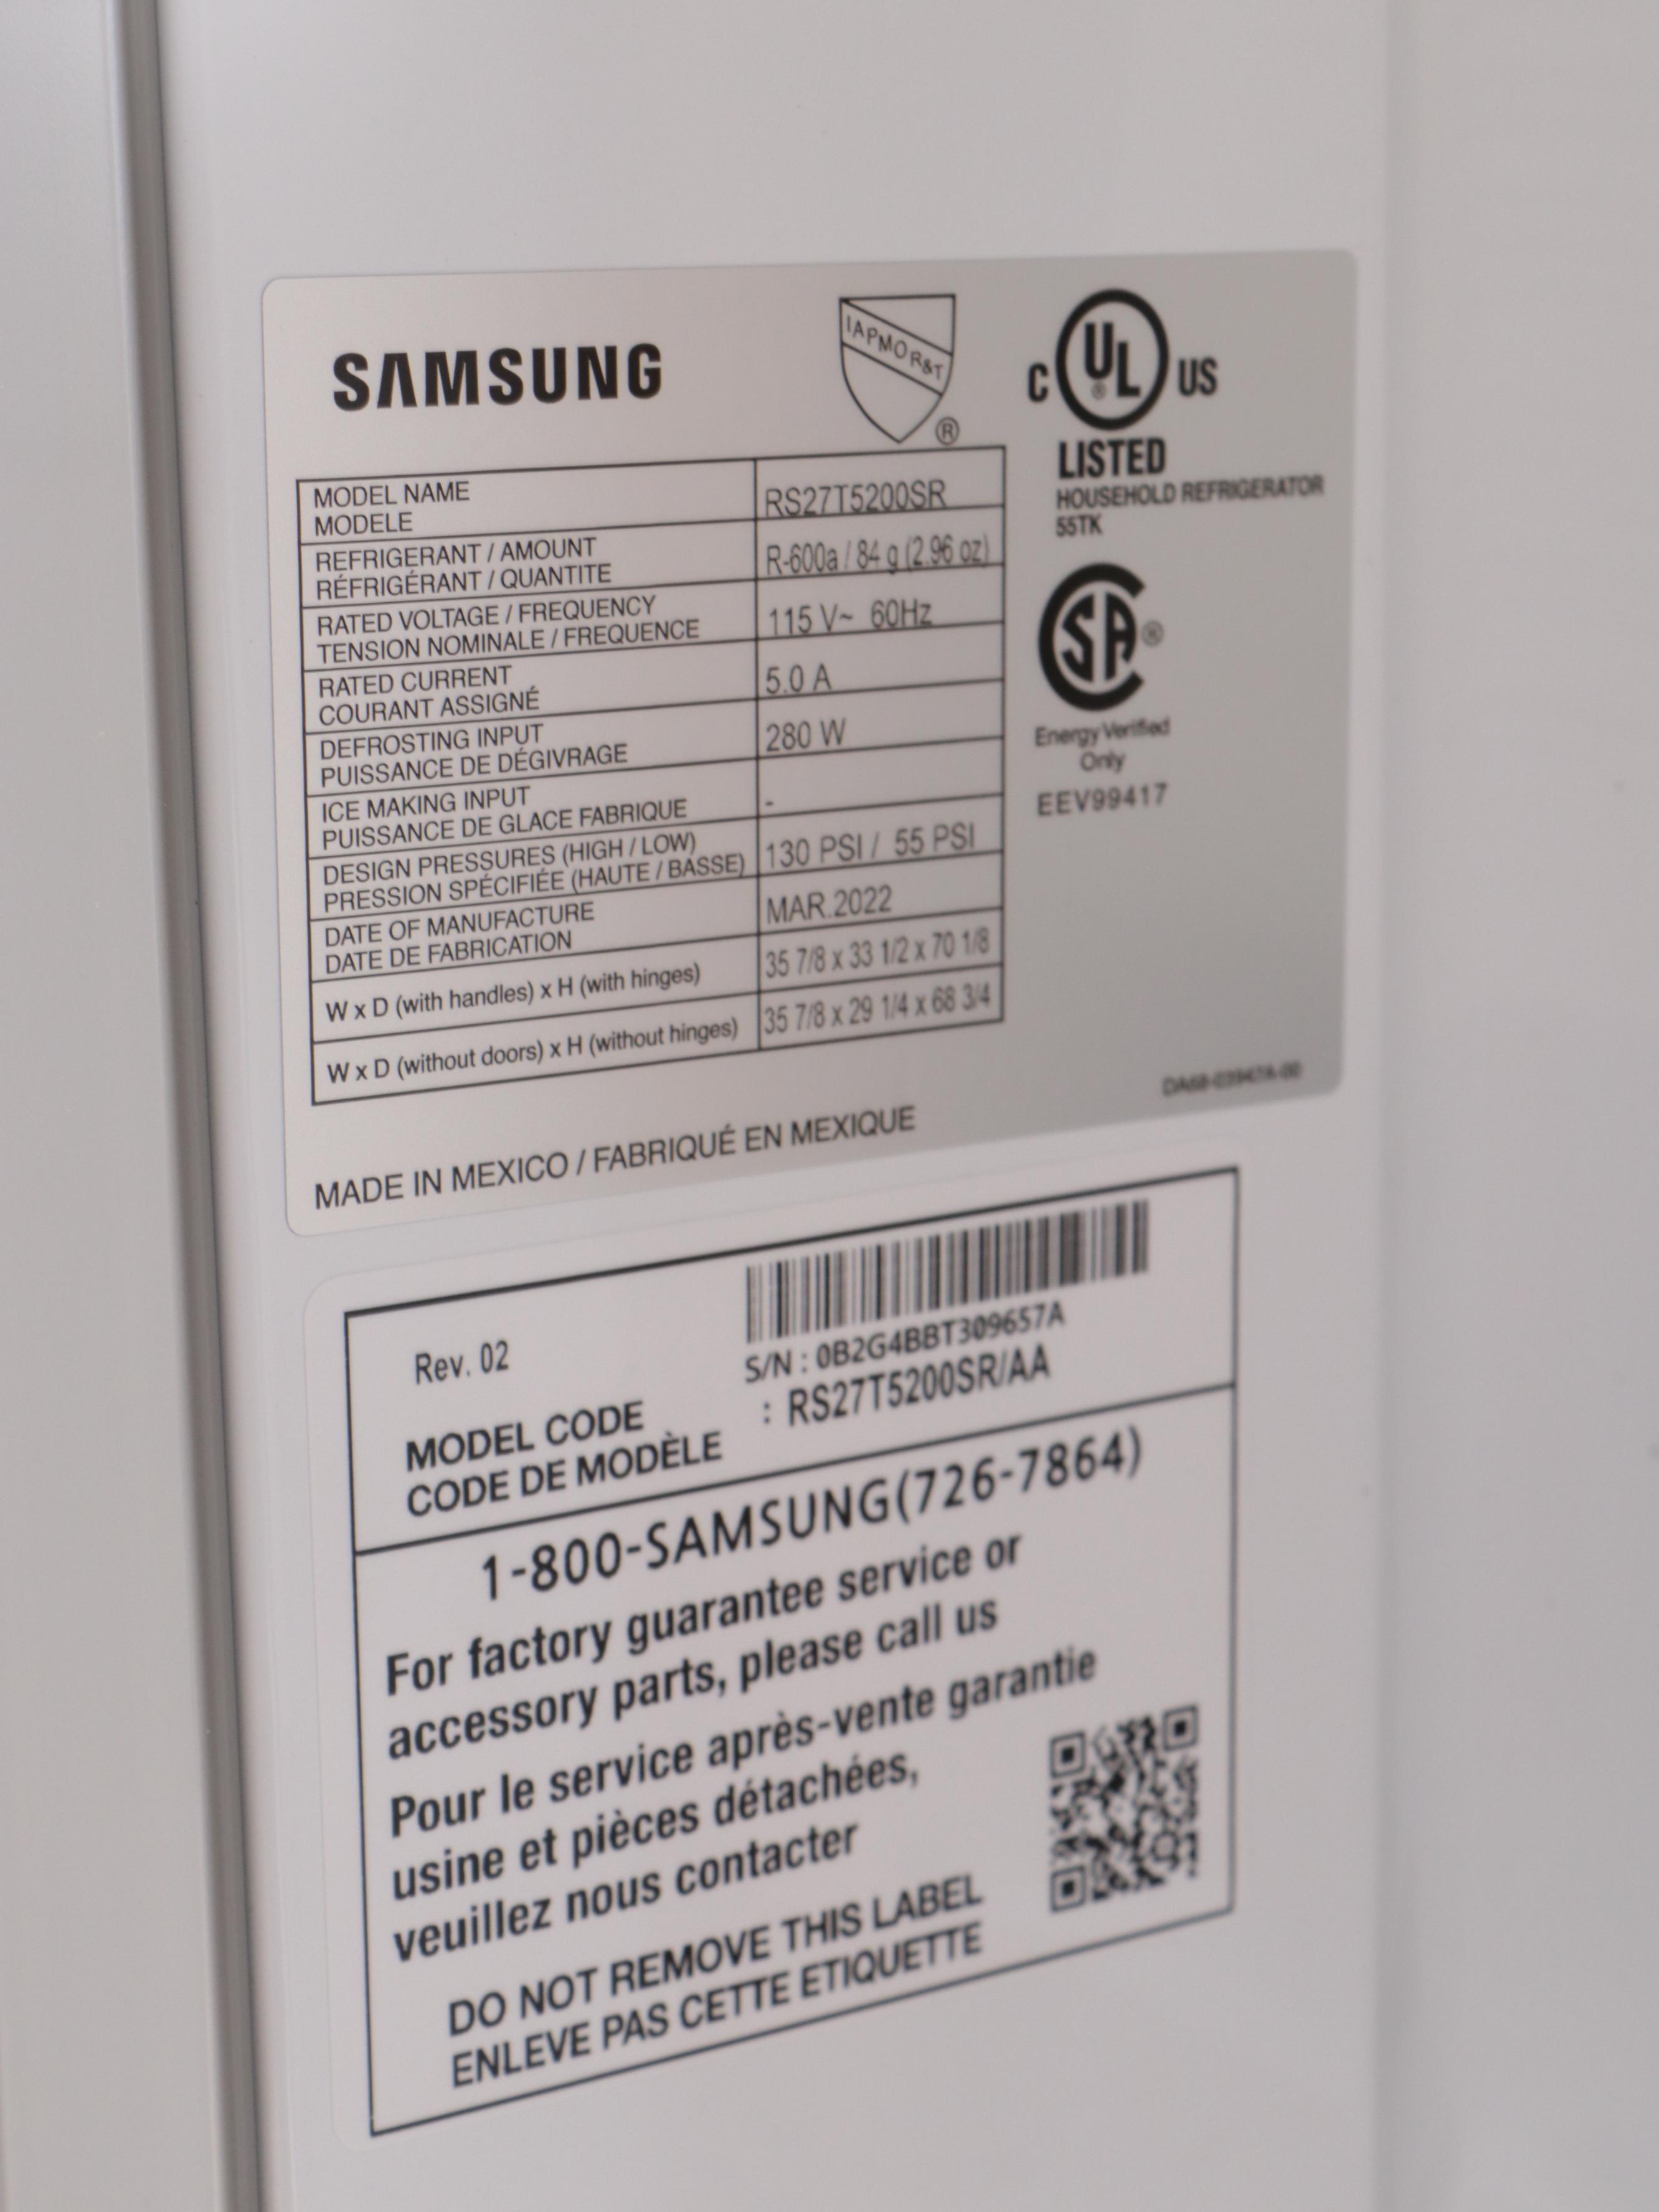 SAMSUNG
IAPMO R&T ®
C UL ® US
LISTED
HOUSEHOLD REFRIGERATOR
55TK
SA ®
Energy Verified
Only
EEV99417
MODEL NAME
MODELE
RS27T5200SR
REFRIGERANT / AMOUNT
RÉFRIGÉRANT / QUANTITE
R-600a / 84 g (2.96 oz)
RATED VOLTAGE / FREQUENCY
TENSION NOMINALE / FREQUENCE
115 V~ 60Hz
RATED CURRENT
COURANT ASSIGNÉ
5.0 A
DEFROSTING INPUT
PUISSANCE DE DÉGIVRAGE
280 W
ICE MAKING INPUT
PUISSANCE DE GLACE FABRIQUE
-
DESIGN PRESSURES (HIGH / LOW)
PRESSION SPÉCIFIÉE (HAUTE / BASSE)
130 PSI / 55 PSI
DATE OF MANUFACTURE
DATE DE FABRICATION
MAR.2022
W x D (with handles) x H (with hinges)
35 7/8 x 33 1/2 x 70 1/8
W x D (without doors) x H (without hinges)
35 7/8 x 29 1/4 x 68 3/4
DA68-03947A-00
MADE IN MEXICO / FABRIQUÉ EN MEXIQUE
Rev. 02
S/N : 0B2G4BBT309657A
MODEL CODE
CODE DE MODÈLE
: RS27T5200SR/AA
1-800-SAMSUNG(726-7864)
For factory guarantee service or
accessory parts, please call us
Pour le service après-vente garantie
usine et pièces détachées,
veuillez nous contacter
DO NOT REMOVE THIS LABEL
ENLEVE PAS CETTE ETIQUETTE